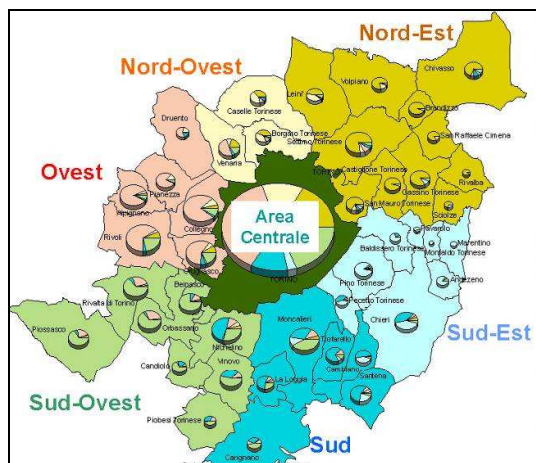 Nord-Est
Chivasso
Nord-Ovest
Volpiano
Leinì
Caselle Torinese
Brandizzo
Druento
Borgaro Torinese
San Raffaele Cimena
Settimo Torinese
Venaria
Castiglione Torinese
Ovest
Pianezza
Gassino Torinese
Rivalba
Alpignano
Collegno
San Mauro Torinese
Sciolze
Area
Centrale
Rivoli
Pavarolo
Baldissero Torinese
Marentino
Montaldo Torinese
Grugliasco
TORINO
Pino Torinese
Andezeno
Beinasco
Rivalta di Torino
Pecetto Torinese
Orbassano
Moncalieri
Chieri
Sud-Est
Piossasco
Nichelino
Trofarello
Candiolo
Vinovo
Cambiano
La Loggia
Santena
Sud-Ovest
Piobesi Torinese
Sud
Carignano